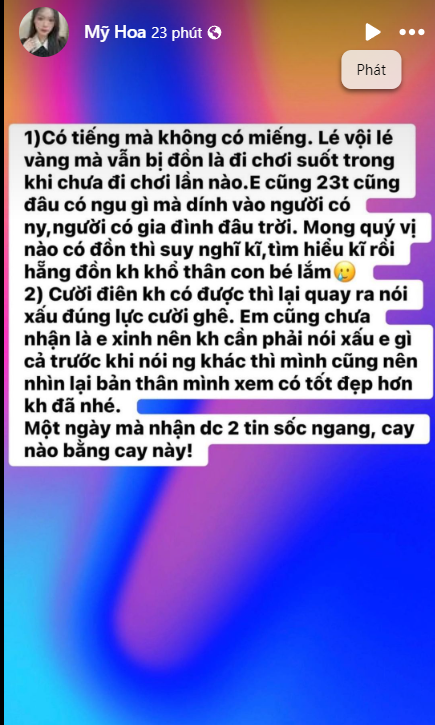 Mỹ Hoa 23 phút
Phát
1)Có tiếng mà không có miếng. Lé vội lé
vàng mà vẫn bị đồn là đi chơi suốt trong
khi chưa đi chơi lần nào.E cũng 23t cũng
đâu có ngu gì mà dính vào người có
ny,người có gia đình đâu trời. Mong quý vị
nào có đồn thì suy nghĩ kĩ,tìm hiểu kĩ rồi
hẵng đồn kh khổ thân con bé lắm🥲
2) Cười điên kh có được thì lại quay ra nói
xấu đúng lực cười ghê. Em cũng chưa
nhận là e xinh nên kh cần phải nói xấu e gì
cả trước khi nói ng khác thì mình cũng nên
nhìn lại bản thân mình xem có tốt đẹp hơn
kh đã nhé.
Một ngày mà nhận dc 2 tin sốc ngang, cay
nào bằng cay này!